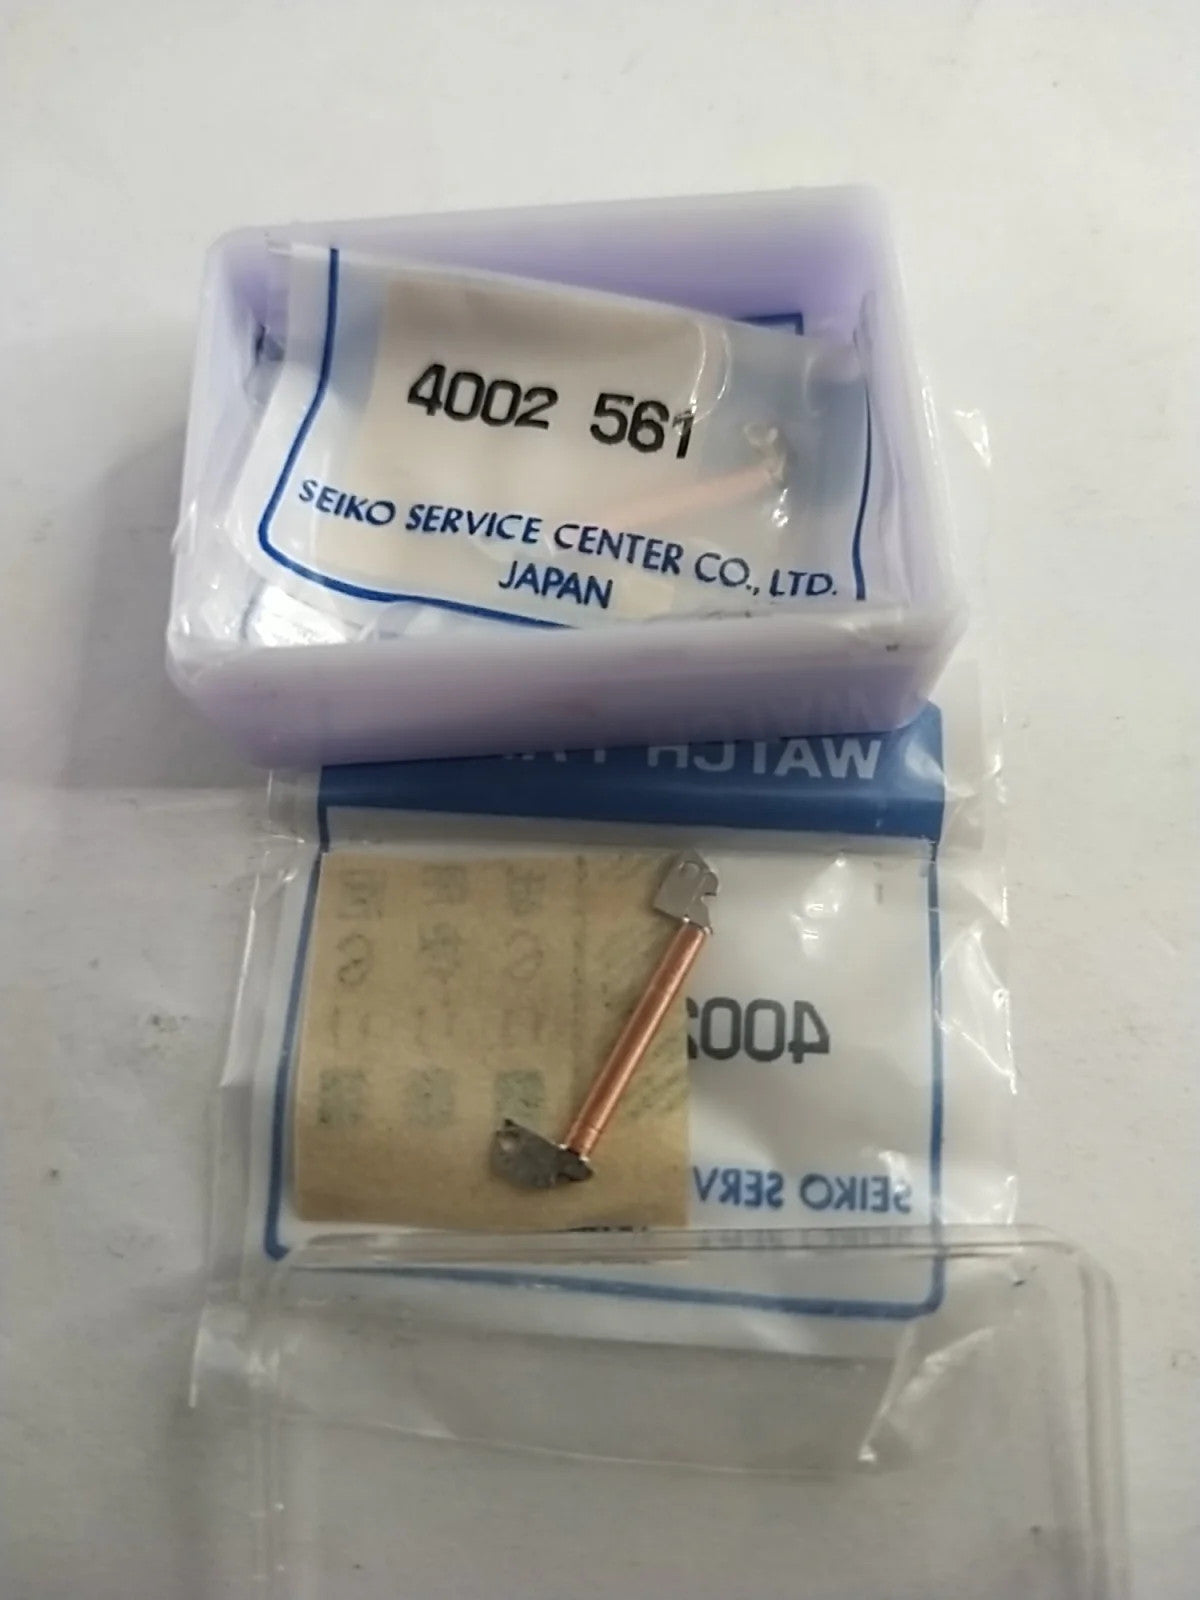 4002 561
SEIKO SERVICE CENTER CO., LTD.
JAPAN
WATCH
4002
SEIKO SERV